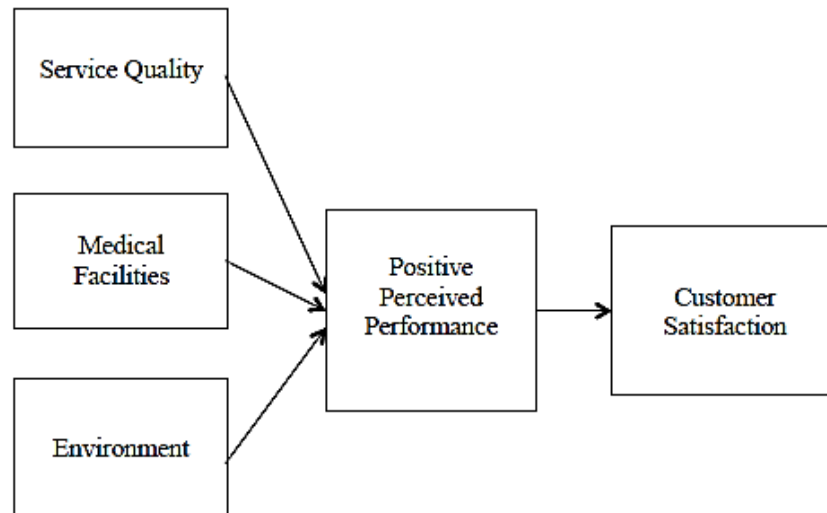 Service Quality
Medical
Facilities
Environment
Positive
Perceived
Performance
Customer
Satisfaction